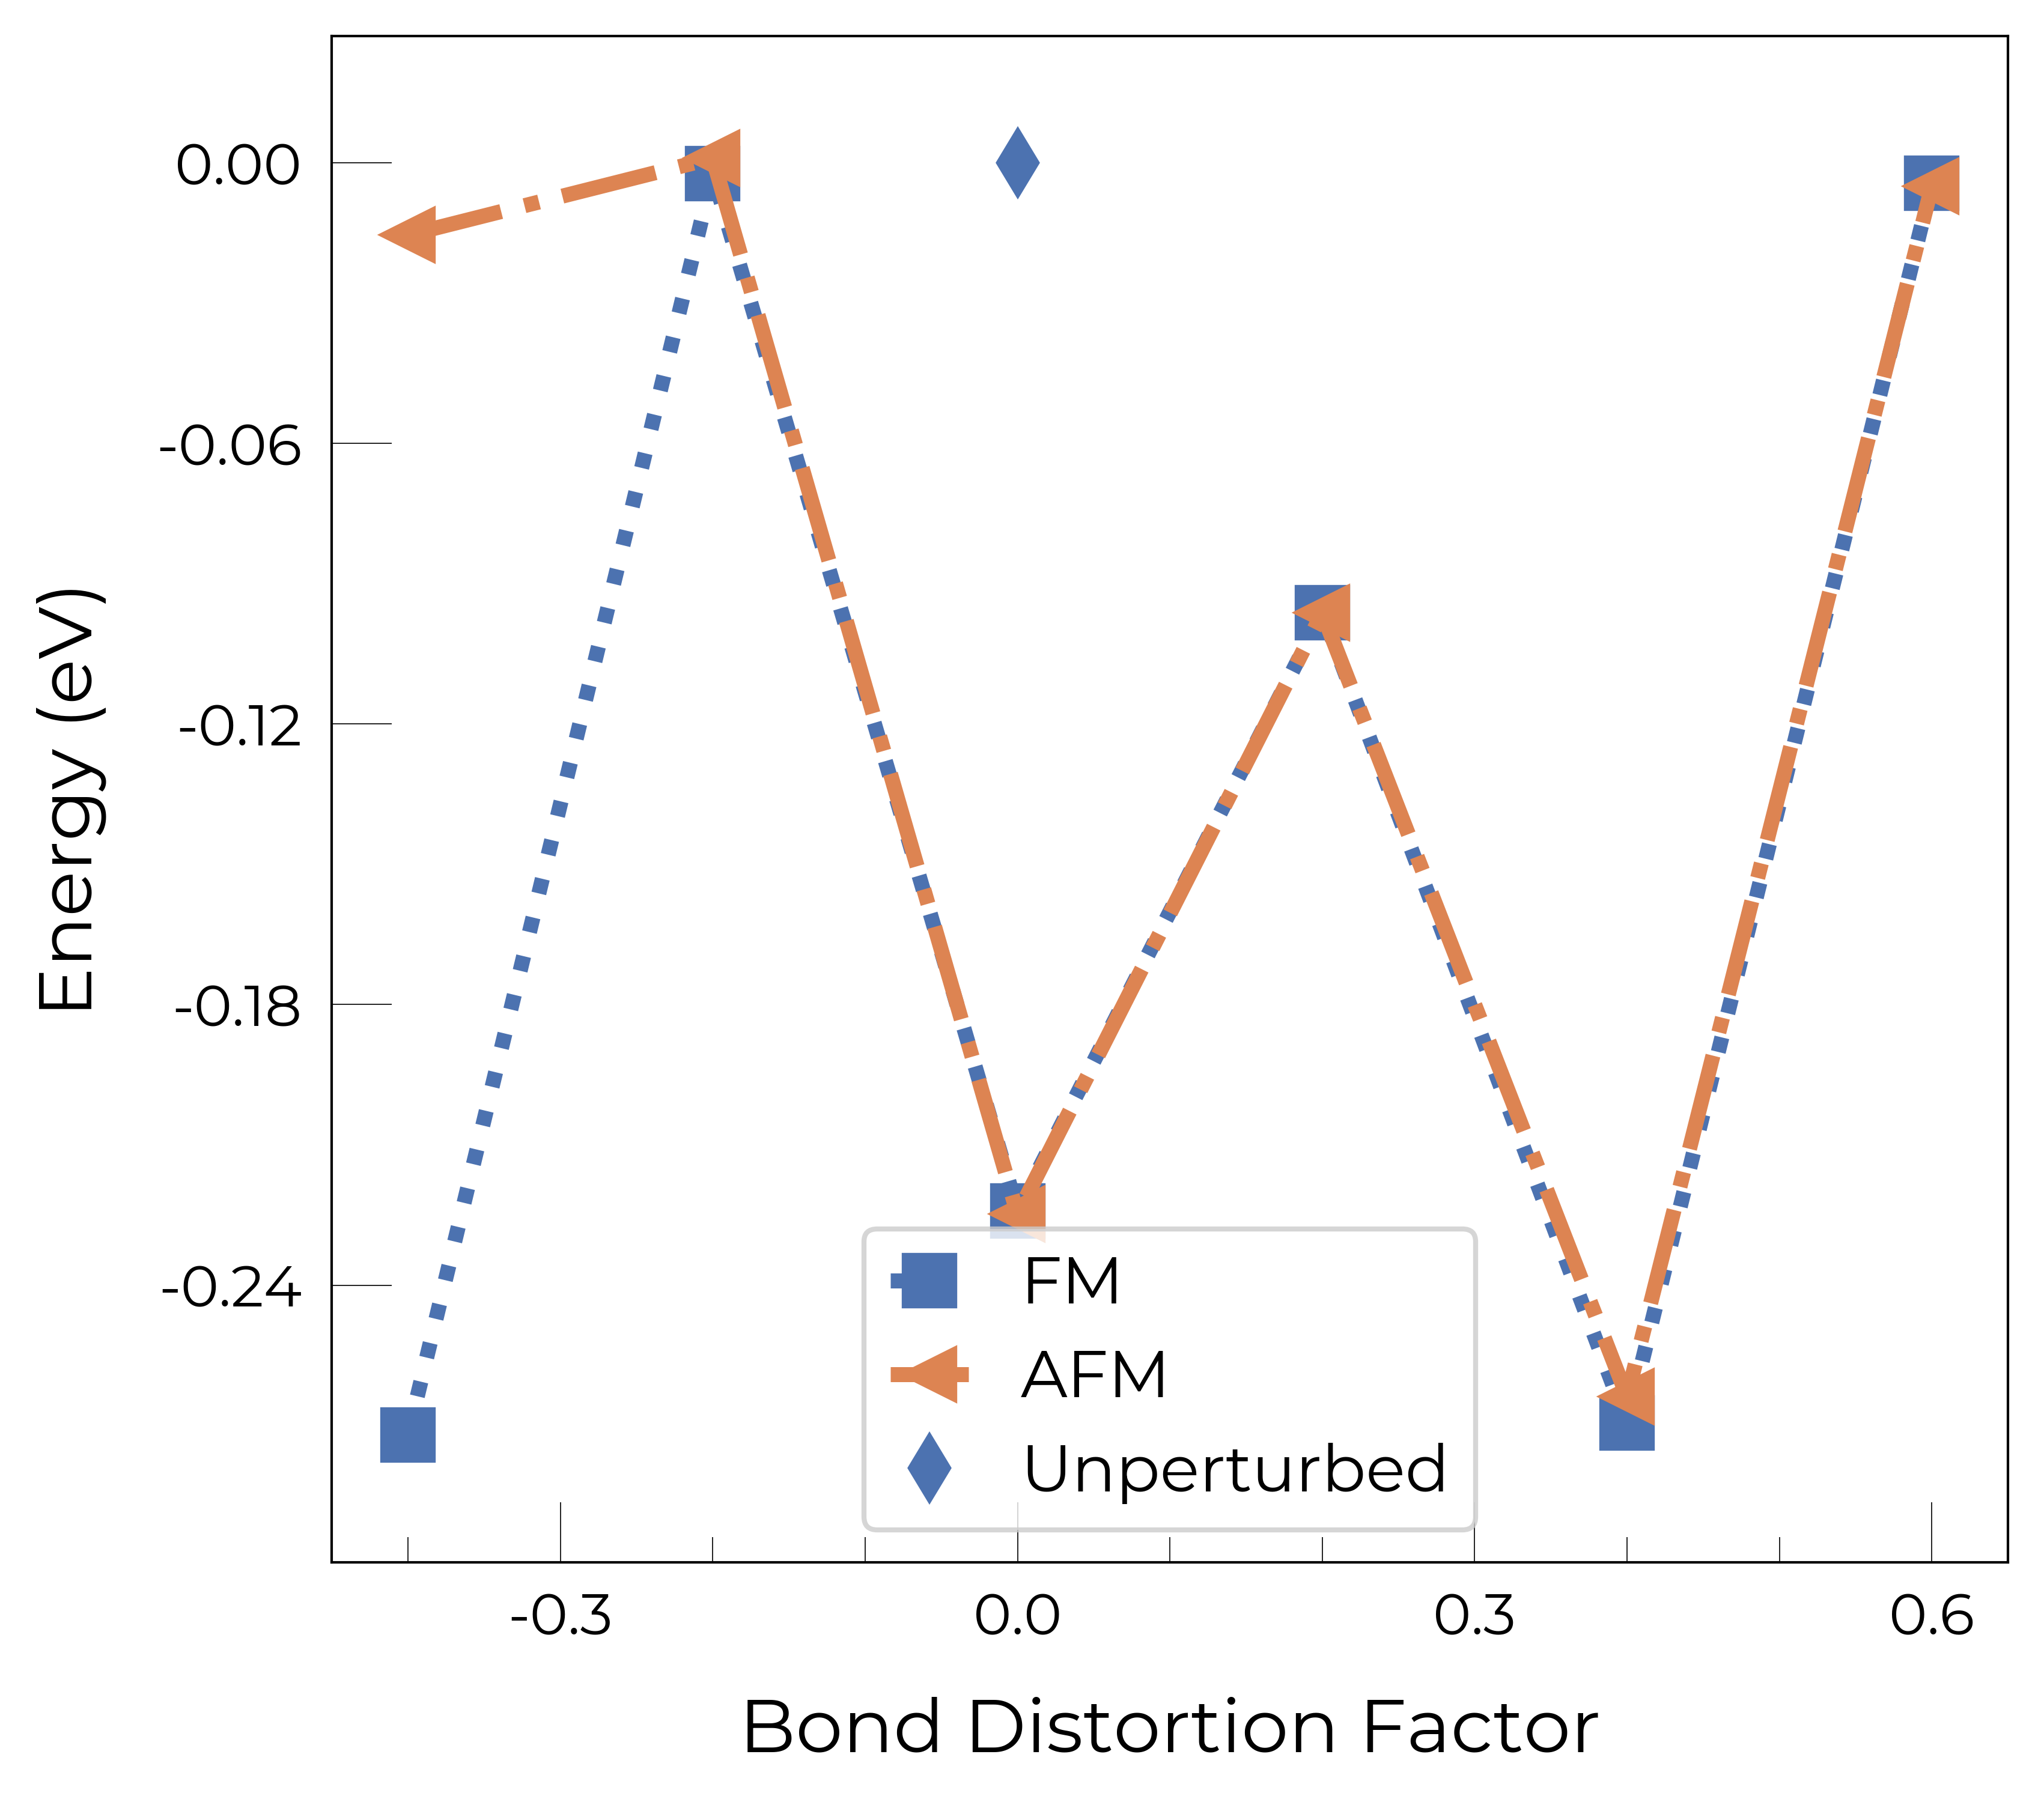 0.00
-0.06
-0.12
-0.18
-0.24
Energy (eV)
FM
AFM
Unperturbed
-0.3
0.0
0.3
0.6
Bond Distortion Factor